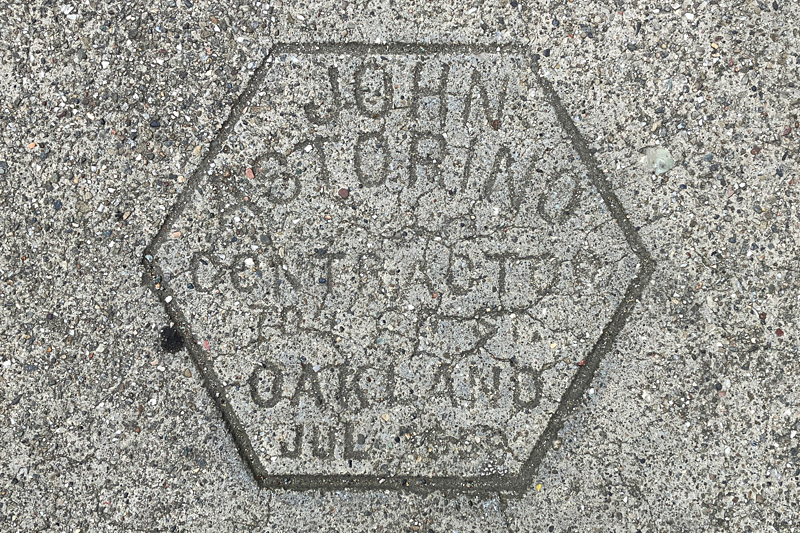 JOHN
STORINO
CONTRACTOR
OAKLAND
JUL